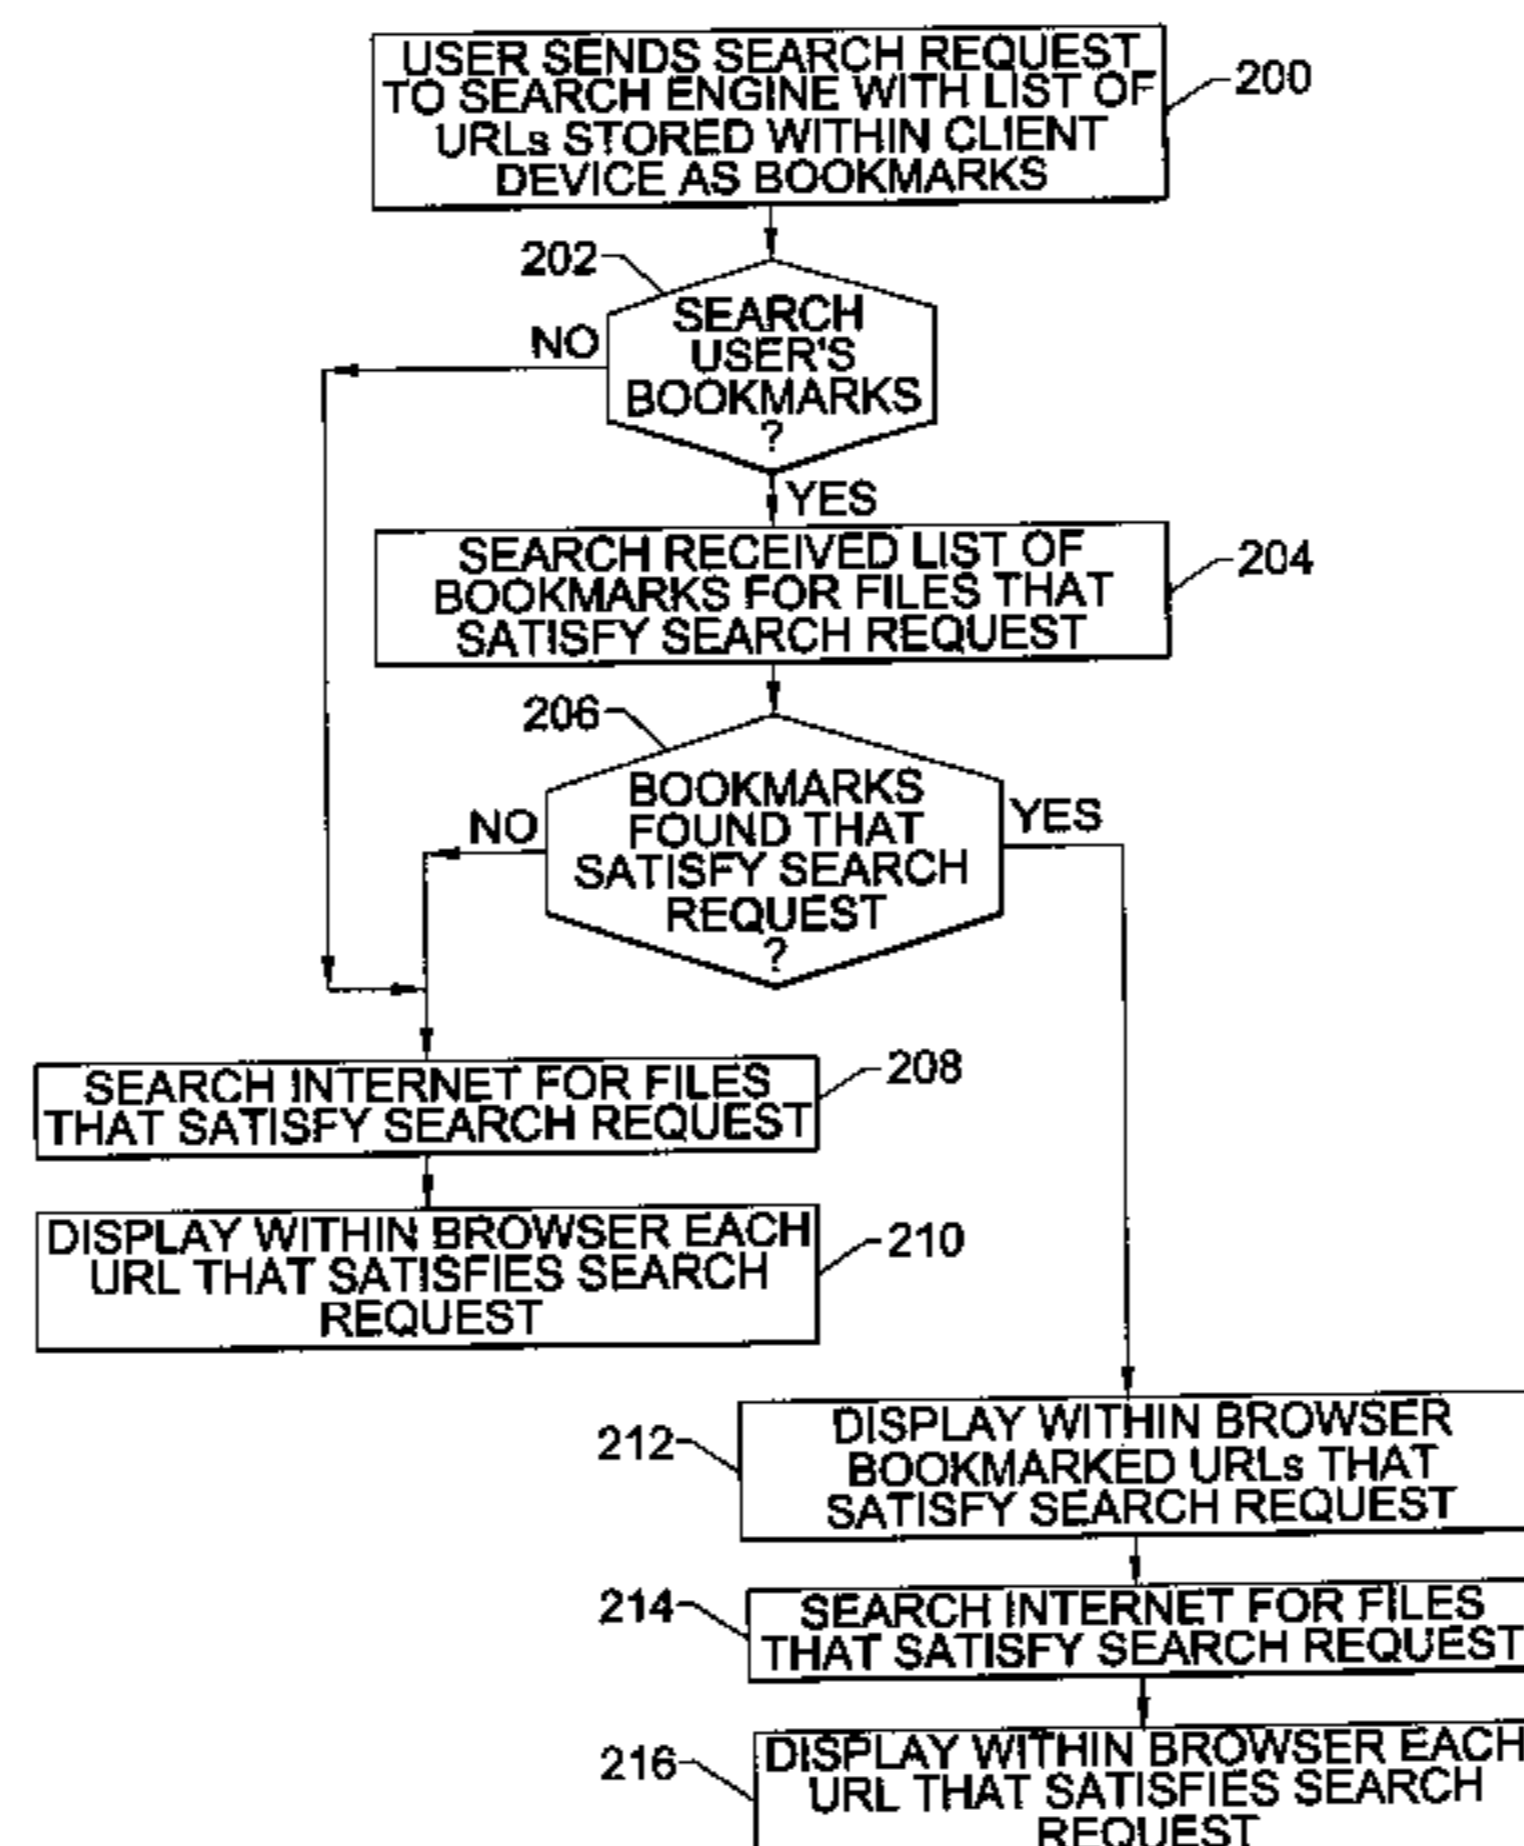 USER SENDS SEARCH REQUEST
TO SEARCH ENGINE WITH LIST OF
URLs STORED WITHIN CLIENT
DEVICE AS BOOKMARKS
200
202
SEARCH
USER'S
BOOKMARKS
?
NO
YES
SEARCH RECEIVED LIST OF
BOOKMARKS FOR FILES THAT
SATISFY SEARCH REQUEST
204
206
BOOKMARKS
FOUND THAT
SATISFY SEARCH
REQUEST
?
NO
YES
SEARCH INTERNET FOR FILES
THAT SATISFY SEARCH REQUEST
208
DISPLAY WITHIN BROWSER EACH
URL THAT SATISFIES SEARCH
REQUEST
210
212
DISPLAY WITHIN BROWSER
BOOKMARKED URLs THAT
SATISFY SEARCH REQUEST
214
SEARCH INTERNET FOR FILES
THAT SATISFY SEARCH REQUEST
216
DISPLAY WITHIN BROWSER EACH
URL THAT SATISFIES SEARCH
REQUEST